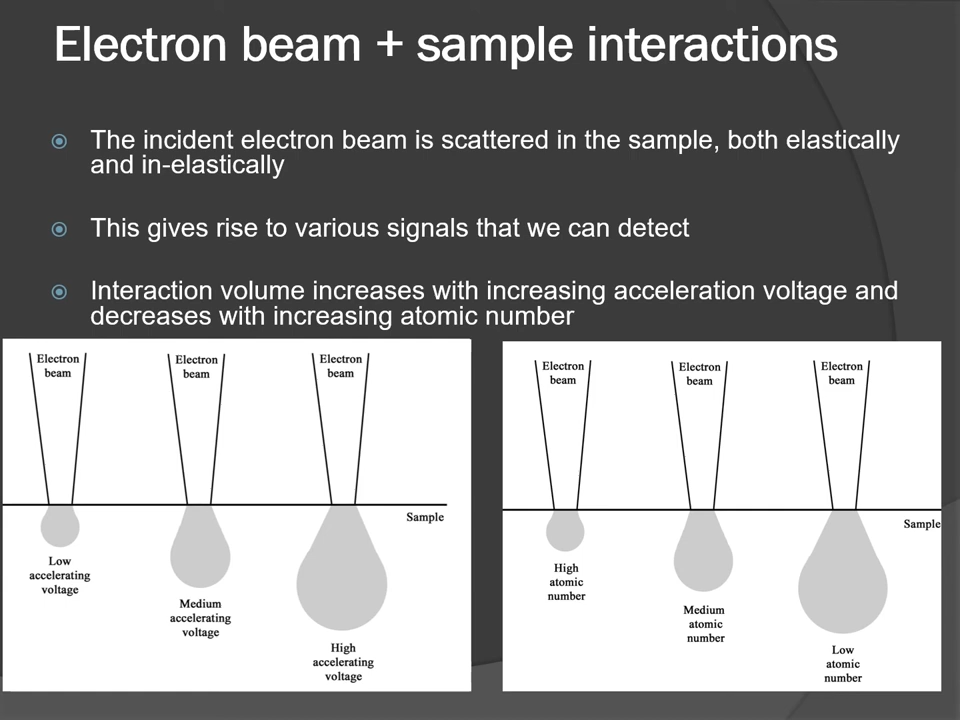 Electron beam + sample interactions
The incident electron beam is scattered in the sample, both elastically
and in-elastically
This gives rise to various signals that we can detect
Interaction volume increases with increasing acceleration voltage and
decreases with increasing atomic number
Electron
beam
Electron
beam
Electron
beam
Sample
Low
accelerating
voltage
Medium
accelerating
voltage
High
accelerating
voltage
Electron
beam
Electron
beam
Electron
beam
Sample
High
atomic
number
Medium
atomic
number
Low
atomic
number